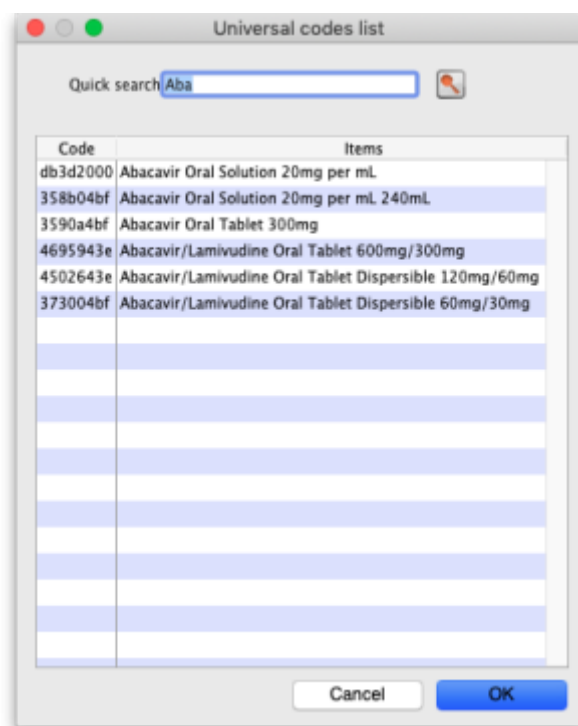 Universal codes list
Quick search Aba
Code Items
db3d2000 Abacavir Oral Solution 20mg per mL
358b04bf Abacavir Oral Solution 20mg per mL 240mL
3590a4bf Abacavir Oral Tablet 300mg
4695943e Abacavir/Lamivudine Oral Tablet 600mg/300mg
4502643e Abacavir/Lamivudine Oral Tablet Dispersible 120mg/60mg
373004bf Abacavir/Lamivudine Oral Tablet Dispersible 60mg/30mg
Cancel OK